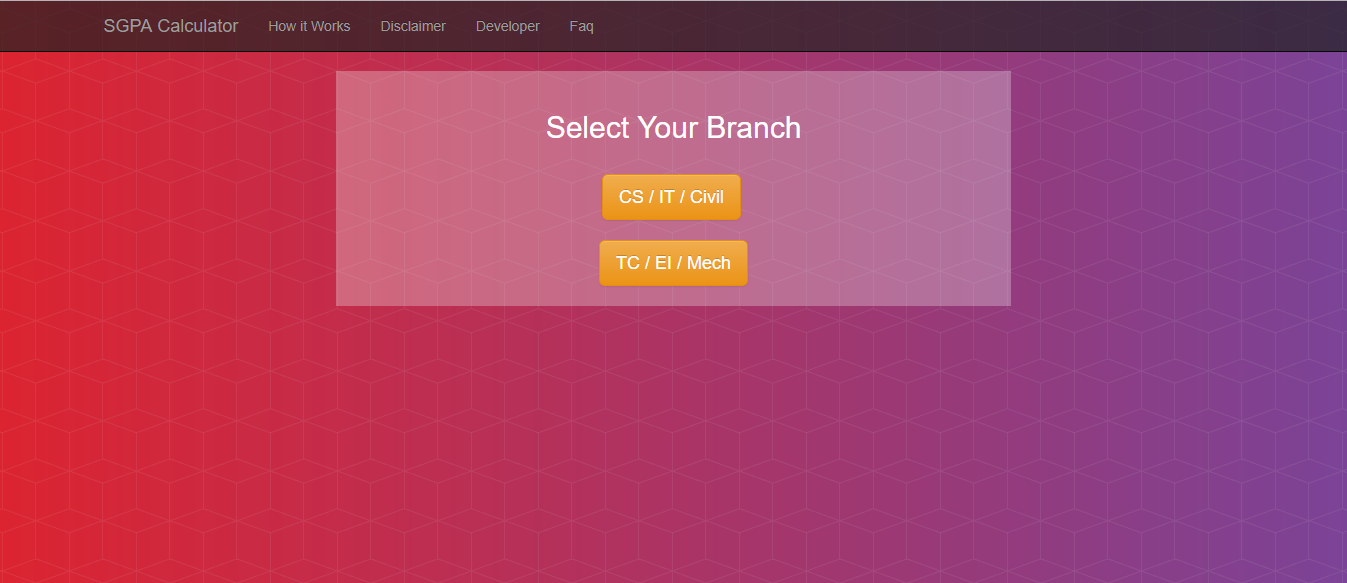 SGPA Calculator How it Works Disclaimer Developer Faq
Select Your Branch
CS / IT / Civil
TC / EI / Mech